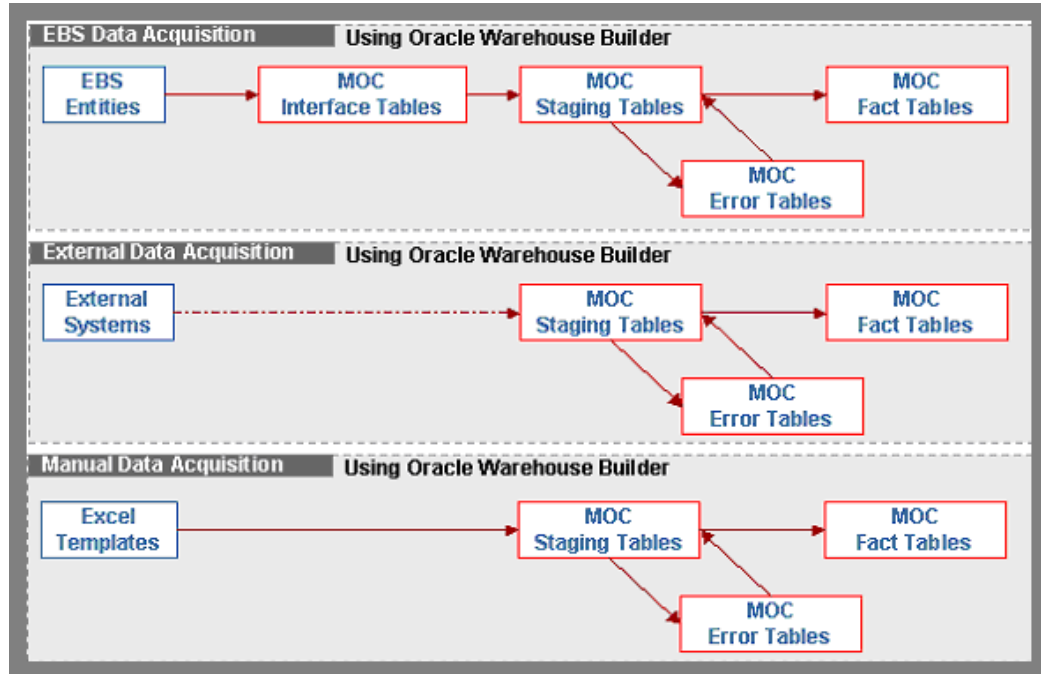 EBS Data Acquisition Using Oracle Warehouse Builder
EBS
Entities
MOC
Interface Tables
MOC
Staging Tables
MOC
Fact Tables
MOC
Error Tables
External Data Acquisition Using Oracle Warehouse Builder
External
Systems
MOC
Staging Tables
MOC
Fact Tables
MOC
Error Tables
Manual Data Acquisition Using Oracle Warehouse Builder
Excel
Templates
MOC
Staging Tables
MOC
Fact Tables
MOC
Error Tables